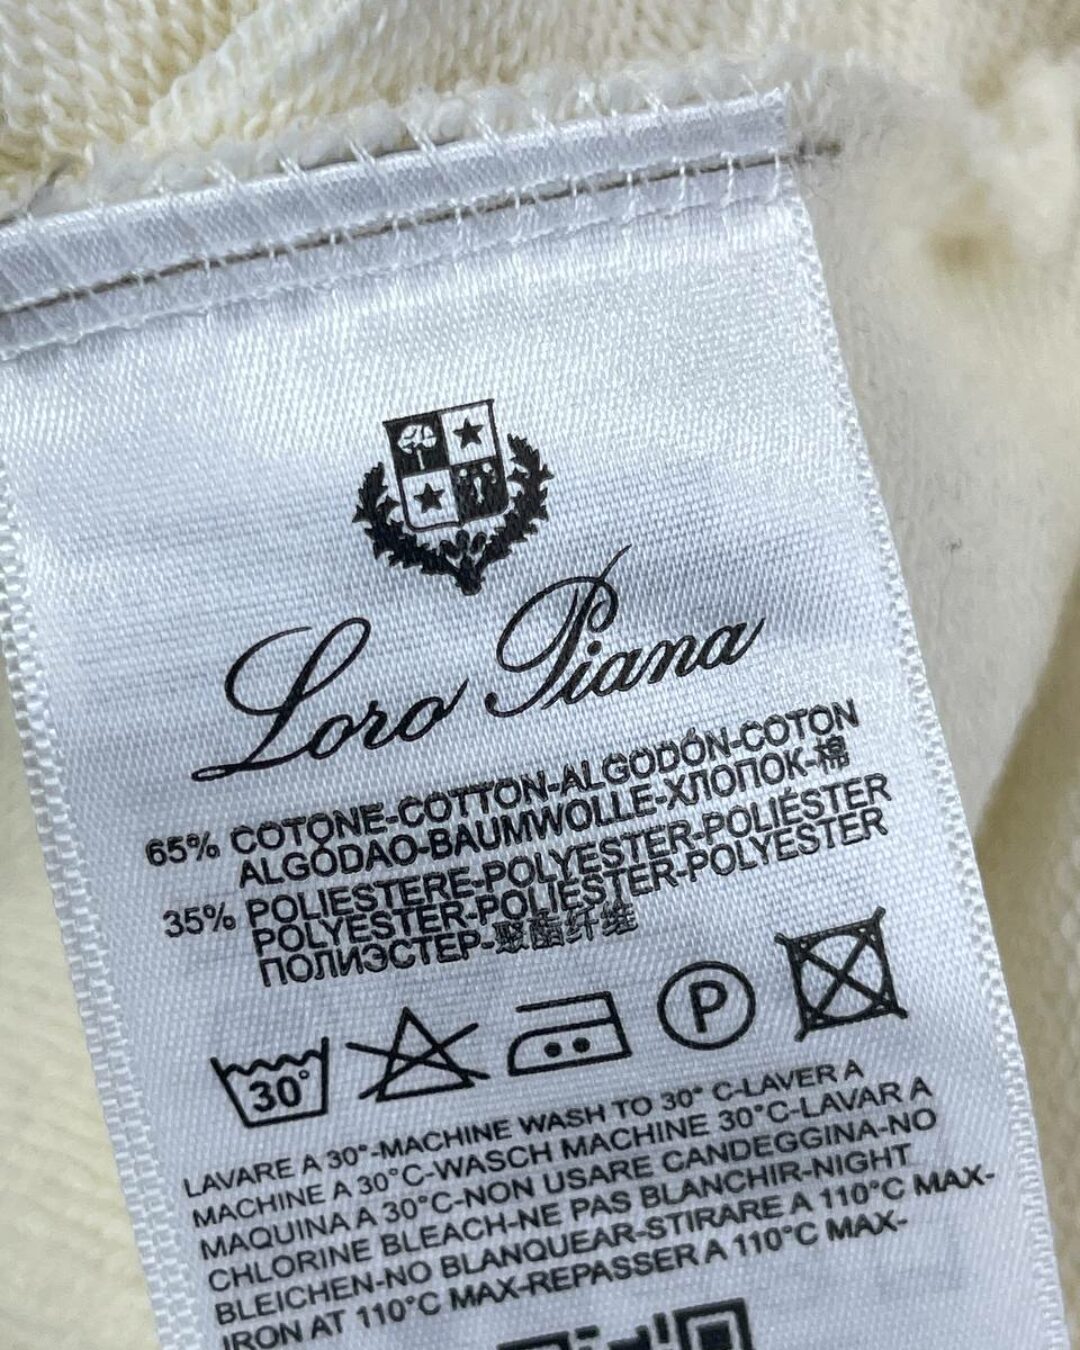 Loro Piana
65% COTONE-COTTON-ALGODÓN-COTON
ALGODAO-BAUMWOLLE-ХЛОПОК-棉
35% POLIESTERE-POLYESTER-POLIÉSTER
POLYESTER-POLIÉSTER-POLYESTER
ПОЛИЭСТЕР-聚酯纤维
30°
P
LAVARE A 30°-MACHINE WASH TO 30° C-LAVER A
MACHINE A 30°C-WASCH MACHINE 30°C-LAVAR A
MAQUINA A 30°C-NON USARE CANDEGGINA-NO
CHLORINE BLEACH-NE PAS BLANCHIR-NIGHT
BLEICHEN-NO BLANQUEAR-STIRARE A 110°C MAX-
IRON AT 110°C MAX-REPASSER A 110°C MAX-